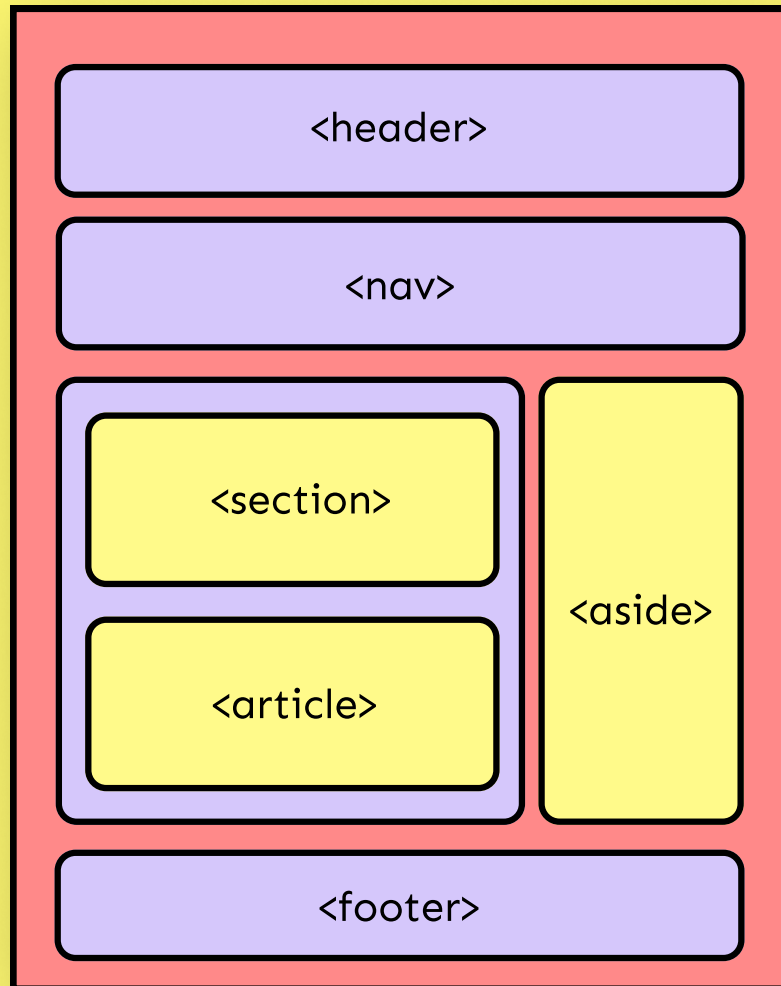 <header>
<nav>
<section>
<article>
<aside>
<footer>